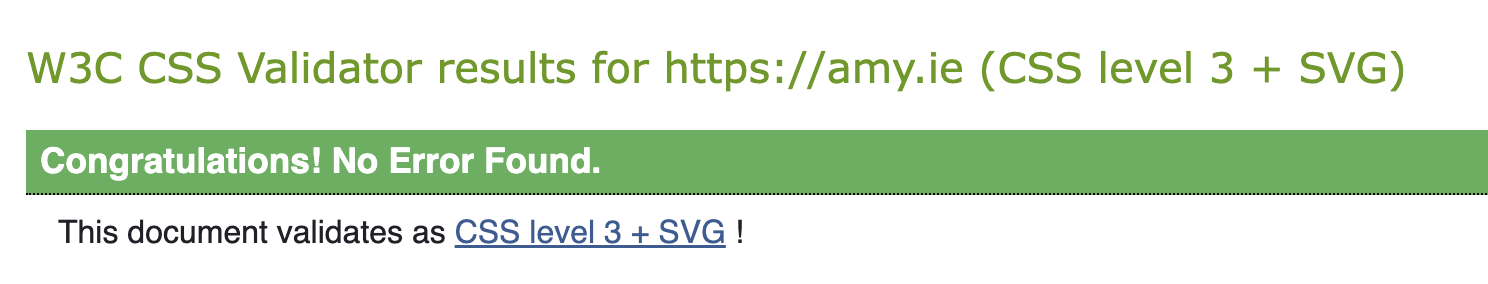 W3C CSS Validator results for https://amy.ie (CSS level 3 + SVG)
Congratulations! No Error Found.
This document validates as CSS level 3 + SVG !